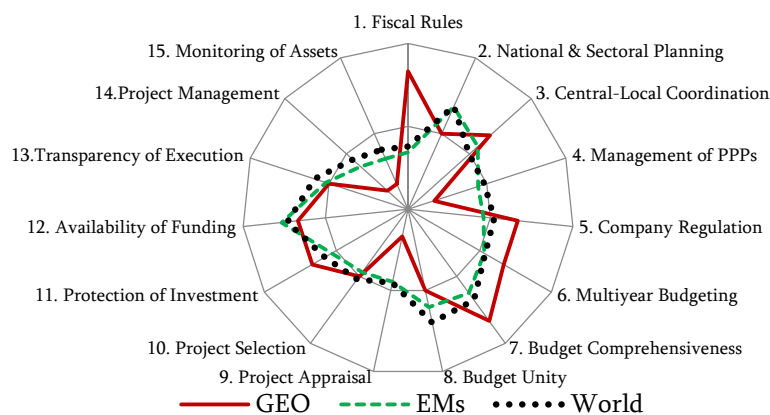 1. Fiscal Rules
2. National & Sectoral Planning
3. Central-Local Coordination
4. Management of PPPs
5. Company Regulation
6. Multiyear Budgeting
7. Budget Comprehensiveness
8. Budget Unity
9. Project Appraisal
10. Project Selection
11. Protection of Investment
12. Availability of Funding
13.Transparency of Execution
14.Project Management
15. Monitoring of Assets
GEO
EMs
World